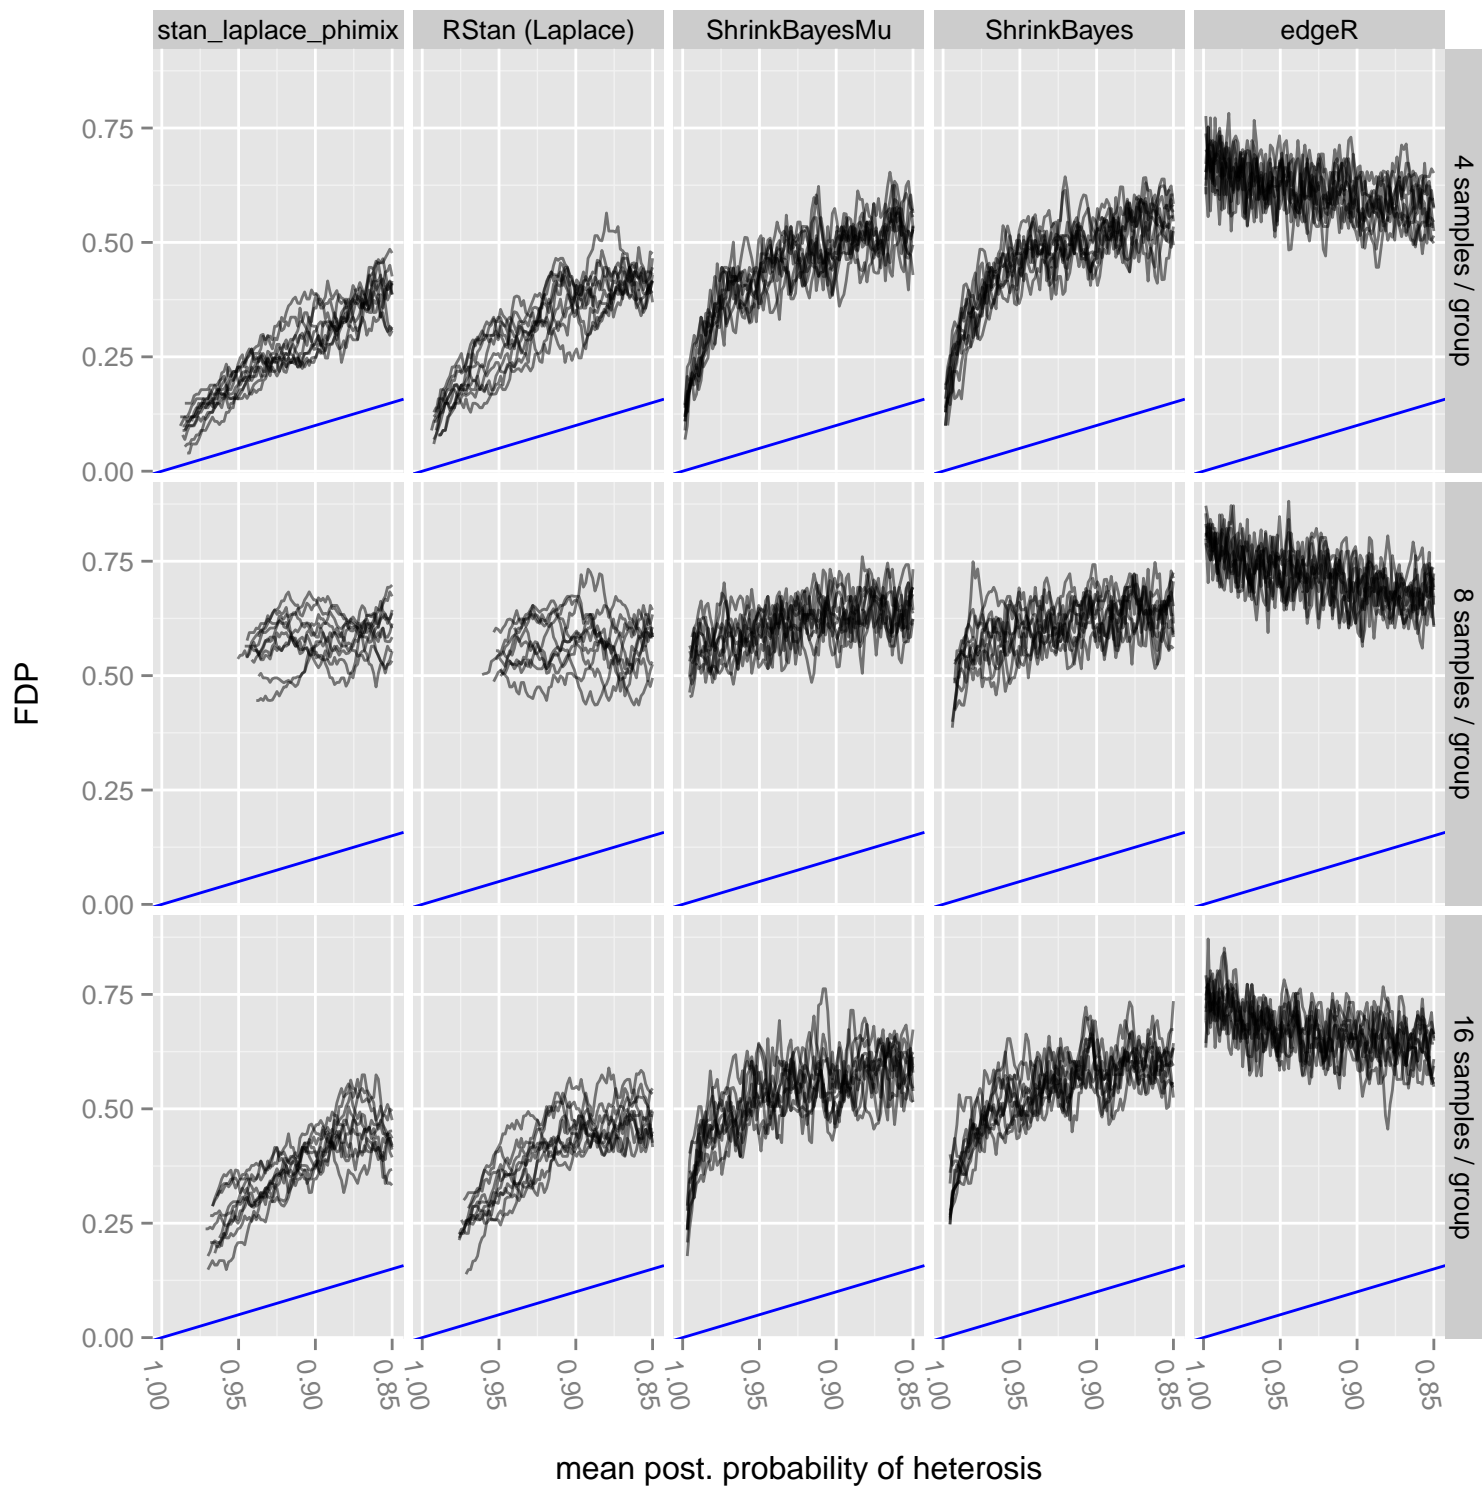 stan_laplace_phimix RStan (Laplace) ShrinkBayesMu ShrinkBayes edgeR
FDP
0.75
0.50
0.25
0.00
4 samples / group
0.75
0.50
0.25
0.00
8 samples / group
0.75
0.50
0.25
0.00
16 samples / group
1.00 0.95 0.90 0.85 1.00 0.95 0.90 0.85 1.00 0.95 0.90 0.85 1.00 0.95 0.90 0.85 1.00 0.95 0.90 0.85
mean post. probability of heterosis